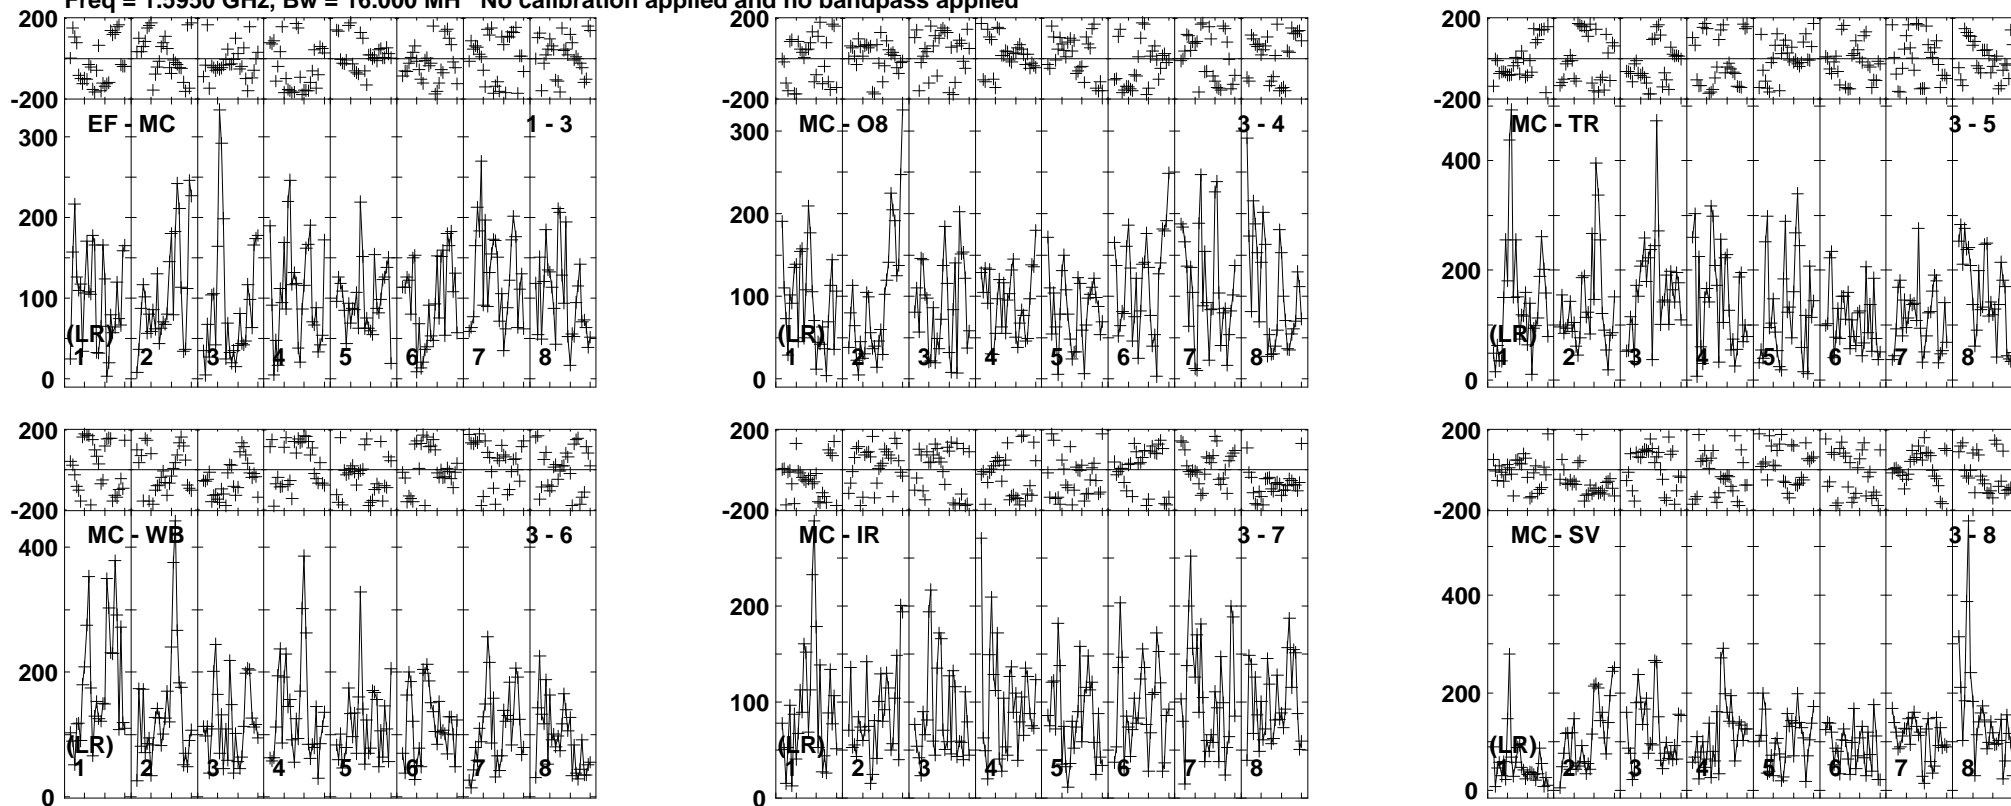 Freq = 1.5950 GHz, Bw = 16.000 MH No calibration applied and no bandpass applied
200
-200
EF - MC 1 - 3
300
200
100
0
(LR)
1 2 3 4 5 6 7 8
200
-200
MC - O8 3 - 4
300
200
100
0
(LR)
1 2 3 4 5 6 7 8
200
-200
MC - TR 3 - 5
400
200
0
(LR)
1 2 3 4 5 6 7 8
200
-200
MC - WB 3 - 6
400
200
0
(LR)
1 2 3 4 5 6 7 8
200
-200
MC - IR 3 - 7
200
100
0
(LR)
1 2 3 4 5 6 7 8
200
-200
MC - SV 3 - 8
400
200
0
(LR)
1 2 3 4 5 6 7 8